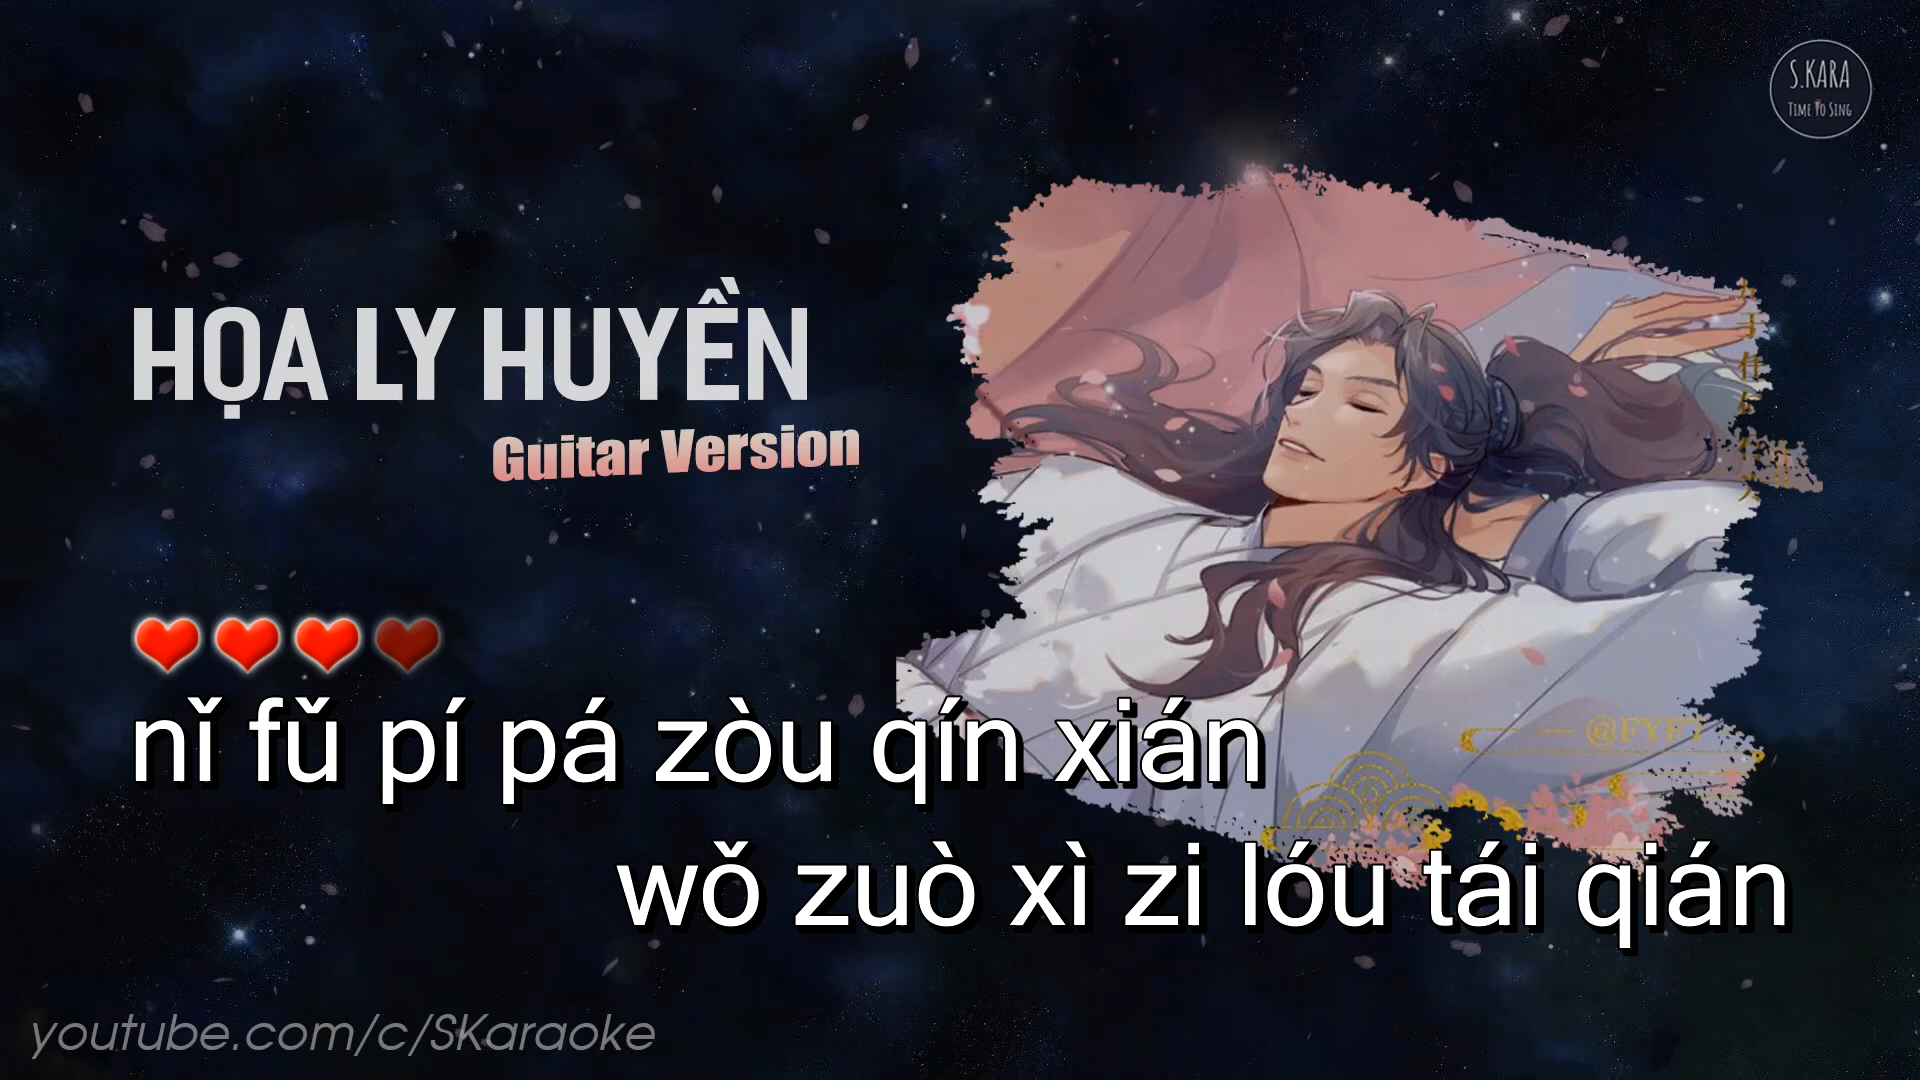 S.KARA
TIME TO SING
HỌA LY HUYỀN
Guitar Version
nǐ fǔ pí pá zòu qín xián
— @FYF7
wǒ zuò xì zi lóu tái qián
youtube.com/c/SKaraoke